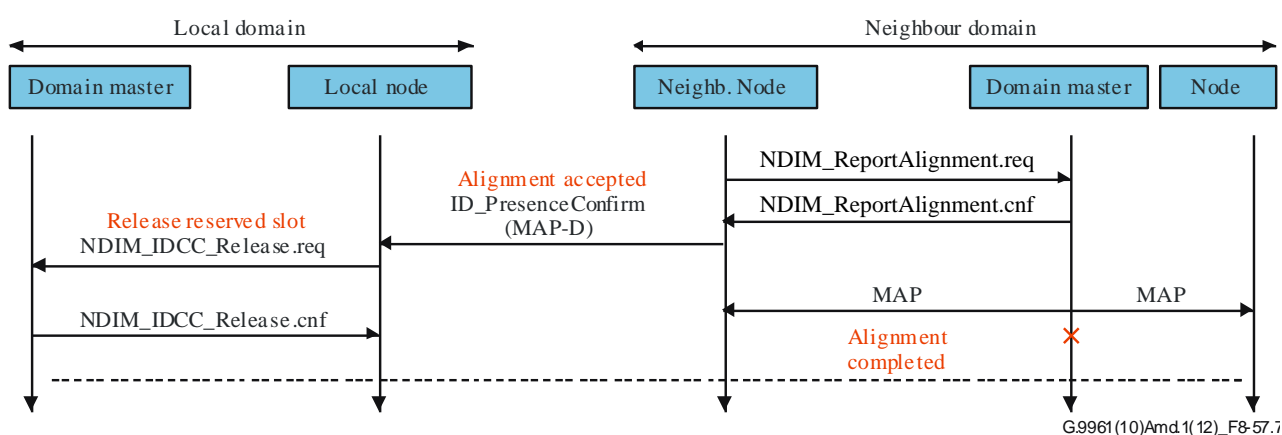 Local domain
Neighbour domain
Domain master
Local node
Neighb. Node
Domain master
Node
NDIM_ReportAlignment.req
Alignment accepted
ID_PresenceConfirm
(MAP-D)
NDIM_ReportAlignment.cnf
Release reserved slot
NDIM_IDCC_Release.req
MAP
MAP
NDIM_IDCC_Release.cnf
Alignment
completed
G.9961(10)Amd.1(12)_F8-57.7